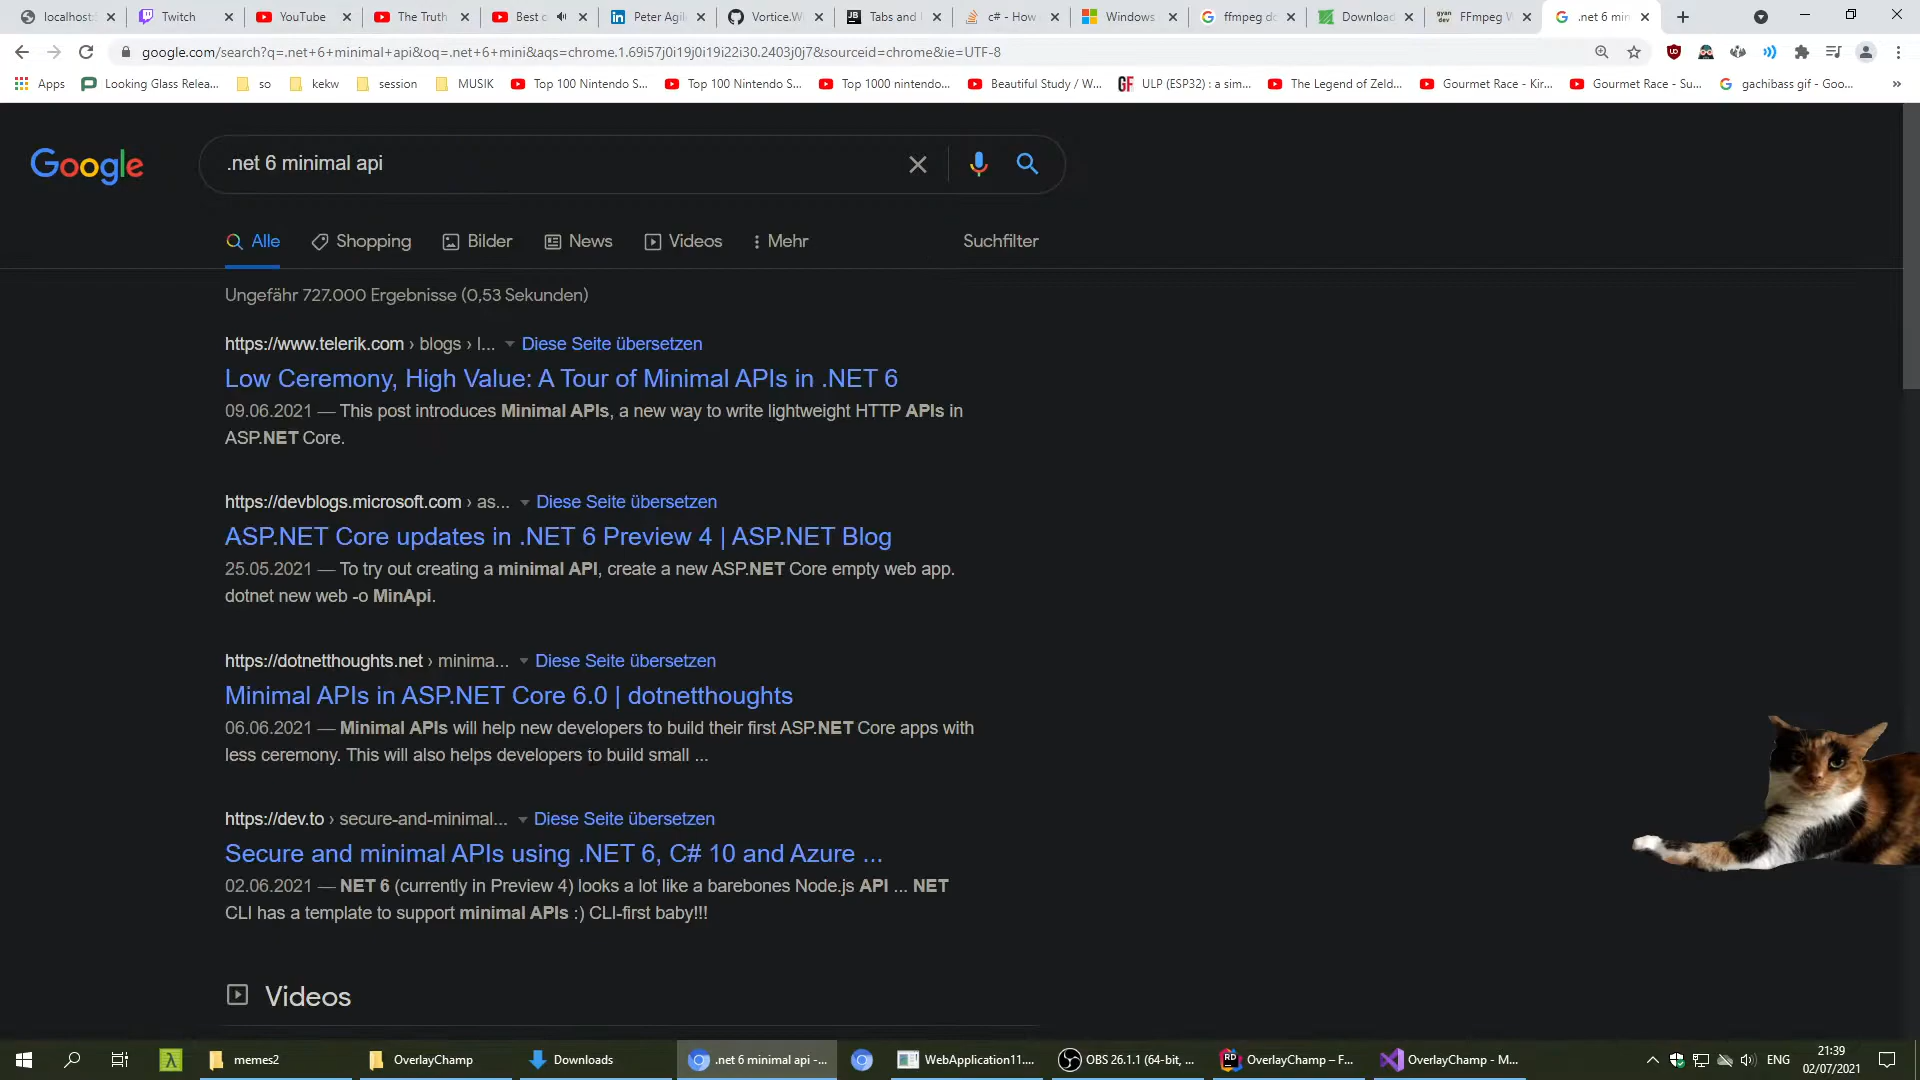 localhost:
Twitch
YouTube
The Truth
Best o
Peter Agil
Vortice.W
Tabs and
c# - How
Windows
ffmpeg do
Download
gyan dev
FFmpeg W
.net 6 min
google.com/search?q=.net+6+minimal+api&oq=.net+6+mini&aqs=chrome.1.69i57j0i19j0i19i22i30.2403j0j7&sourceid=chrome&ie=UTF-8
Apps
Looking Glass Relea...
so
kekw
session
MUSIK
Top 100 Nintendo S...
Top 100 Nintendo S...
Top 1000 nintendo...
Beautiful Study / W...
GF ULP (ESP32) : a sim...
The Legend of Zeld...
Gourmet Race - Kir...
Gourmet Race - Su...
gachibass gif - Goo...
»
Google
.net 6 minimal api
Alle
Shopping
Bilder
News
Videos
Mehr
Suchfilter
Ungefähr 727.000 Ergebnisse (0,53 Sekunden)
https://www.telerik.com › blogs › l... Diese Seite übersetzen
Low Ceremony, High Value: A Tour of Minimal APIs in .NET 6
09.06.2021 — This post introduces Minimal APIs, a new way to write lightweight HTTP APIs in
ASP.NET Core.
https://devblogs.microsoft.com › as... Diese Seite übersetzen
ASP.NET Core updates in .NET 6 Preview 4 | ASP.NET Blog
25.05.2021 — To try out creating a minimal API, create a new ASP.NET Core empty web app.
dotnet new web -o MinApi.
https://dotnetthoughts.net › minima... Diese Seite übersetzen
Minimal APIs in ASP.NET Core 6.0 | dotnetthoughts
06.06.2021 — Minimal APIs will help new developers to build their first ASP.NET Core apps with
less ceremony. This will also helps developers to build small ...
https://dev.to › secure-and-minimal... Diese Seite übersetzen
Secure and minimal APIs using .NET 6, C# 10 and Azure ...
02.06.2021 — NET 6 (currently in Preview 4) looks a lot like a barebones Node.js API ... NET
CLI has a template to support minimal APIs :) CLI-first baby!!!
Videos
memes2
OverlayChamp
Downloads
.net 6 minimal api -...
WebApplication11....
OBS 26.1.1 (64-bit, ...
RD
OverlayChamp – F...
OverlayChamp - M...
ENG
21:39
02/07/2021